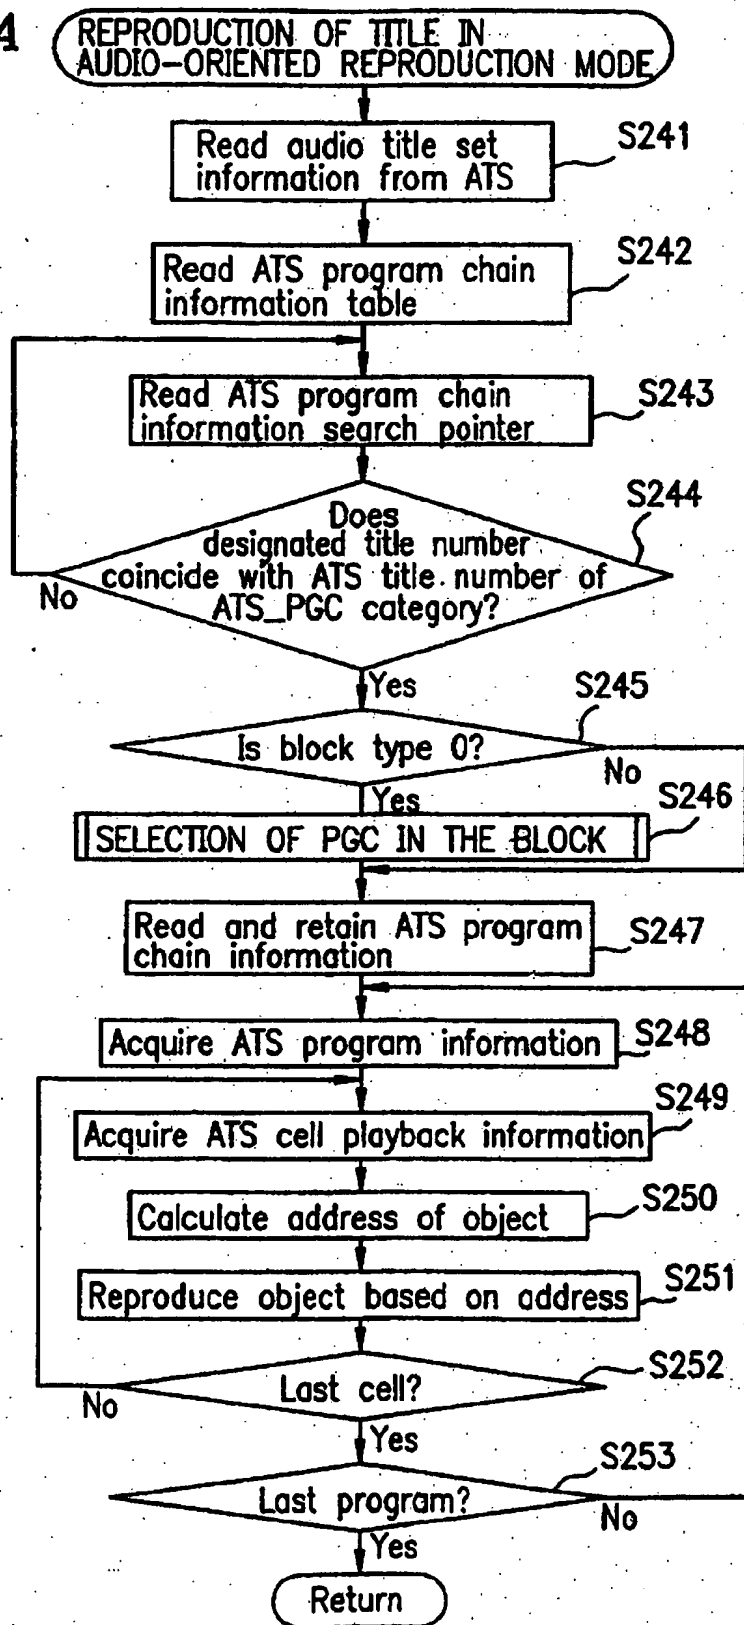 4
REPRODUCTION OF TITLE IN
AUDIO-ORIENTED REPRODUCTION MODE
Read audio title set
information from ATS
S241
Read ATS program chain
information table
S242
Read ATS program chain
information search pointer
S243
Does
designated title number
coincide with ATS title number of
ATS_PGC category?
S244
No
Yes
S245
Is block type 0?
No
Yes
S246
SELECTION OF PGC IN THE BLOCK
Read and retain ATS program
chain information
S247
Acquire ATS program information
S248
S249
Acquire ATS cell playback information
Calculate address of object
S250
Reproduce object based on address
S251
Last cell?
S252
No
Yes
S253
Last program?
No
Yes
Return